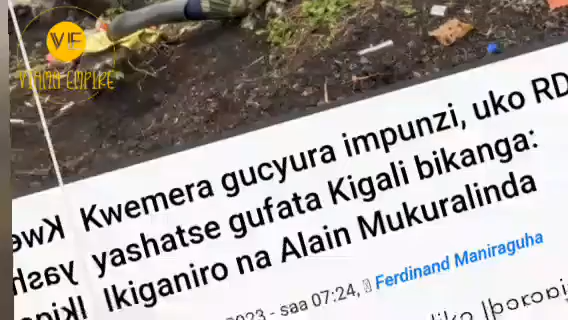 VE
VIAMA EMPIRE
Kwemera gucyura impunzi, uko RD
yashatse gufata Kigali bikanga:
Ikiganiro na Alain Mukuralinda
2023 - saa 07:24, Ferdinand Maniraguha